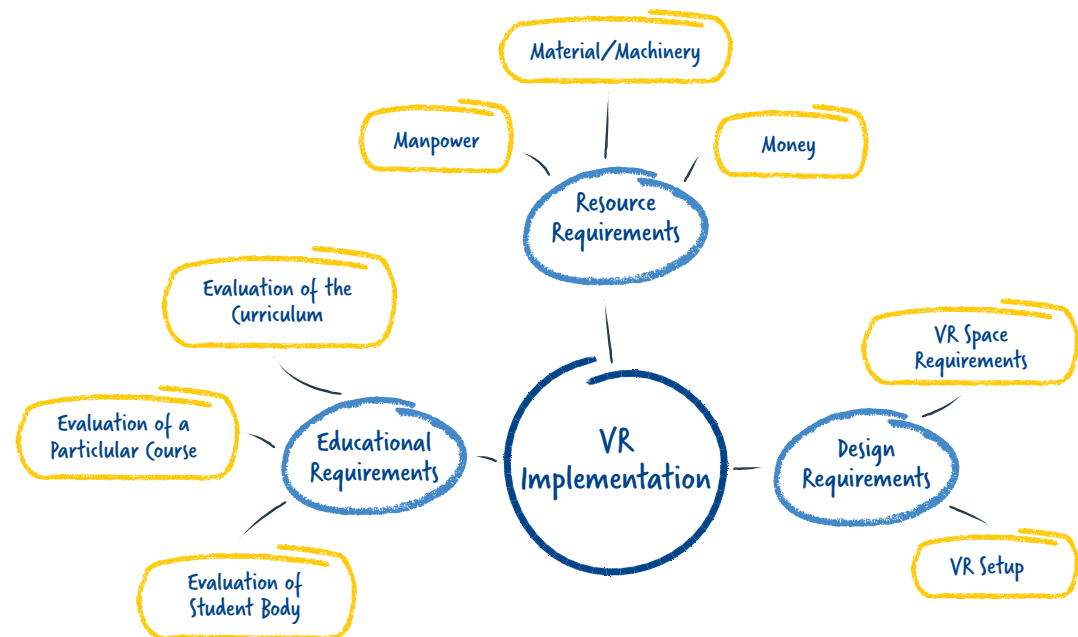 Material/Machinery
Manpower
Money
Resource
Requirements
Evaluation of the
Curriculum
VR Space
Requirements
Evaluation of a
Particlular Course
Educational
Requirements
VR
Implementation
Design
Requirements
VR Setup
Evaluation of
Student Body